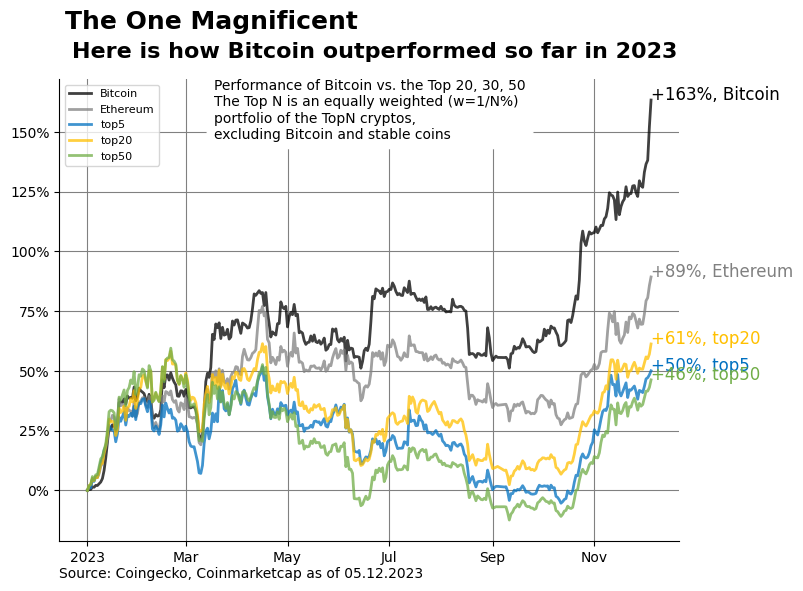 The One Magnificent
Here is how Bitcoin outperformed so far in 2023
Bitcoin
Ethereum
top5
top20
top50
Performance of Bitcoin vs. the Top 20, 30, 50
The Top N is an equally weighted (w=1/N%)
portfolio of the TopN cryptos,
excluding Bitcoin and stable coins
150%
125%
100%
75%
50%
25%
0%
+163%, Bitcoin
+89%, Ethereum
+61%, top20
+50%, top5
+46%, top50
2023
Mar
May
Jul
Sep
Nov
Source: Coingecko, Coinmarketcap as of 05.12.2023